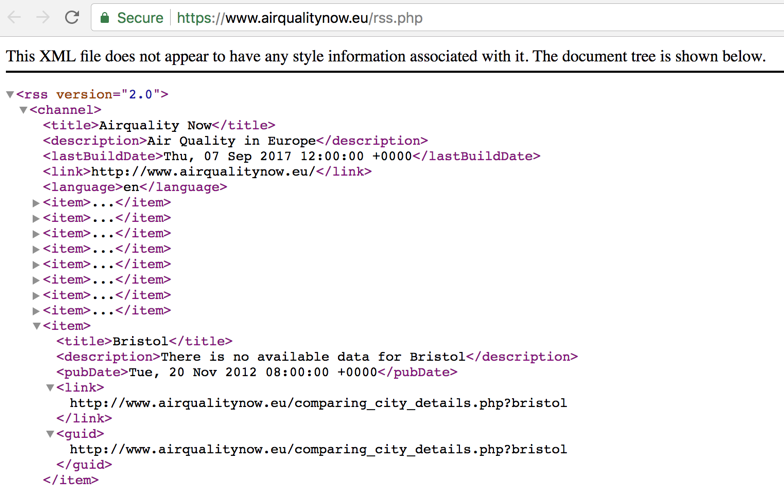 Secure https://www.airqualitynow.eu/rss.php
This XML file does not appear to have any style information associated with it. The document tree is shown below.
<rss version="2.0">
<channel>
<title>Airquality Now</title>
<description>Air Quality in Europe</description>
<lastBuildDate>Thu, 07 Sep 2017 12:00:00 +0000</lastBuildDate>
<link>http://www.airqualitynow.eu/</link>
<language>en</language>
<item>...</item>
<item>...</item>
<item>...</item>
<item>...</item>
<item>...</item>
<item>...</item>
<item>...</item>
<item>...</item>
<item>
<title>Bristol</title>
<description>There is no available data for Bristol</description>
<pubDate>Tue, 20 Nov 2012 08:00:00 +0000</pubDate>
<link>
http://www.airqualitynow.eu/comparing_city_details.php?bristol
</link>
<guid>
http://www.airqualitynow.eu/comparing_city_details.php?bristol
</guid>
</item>